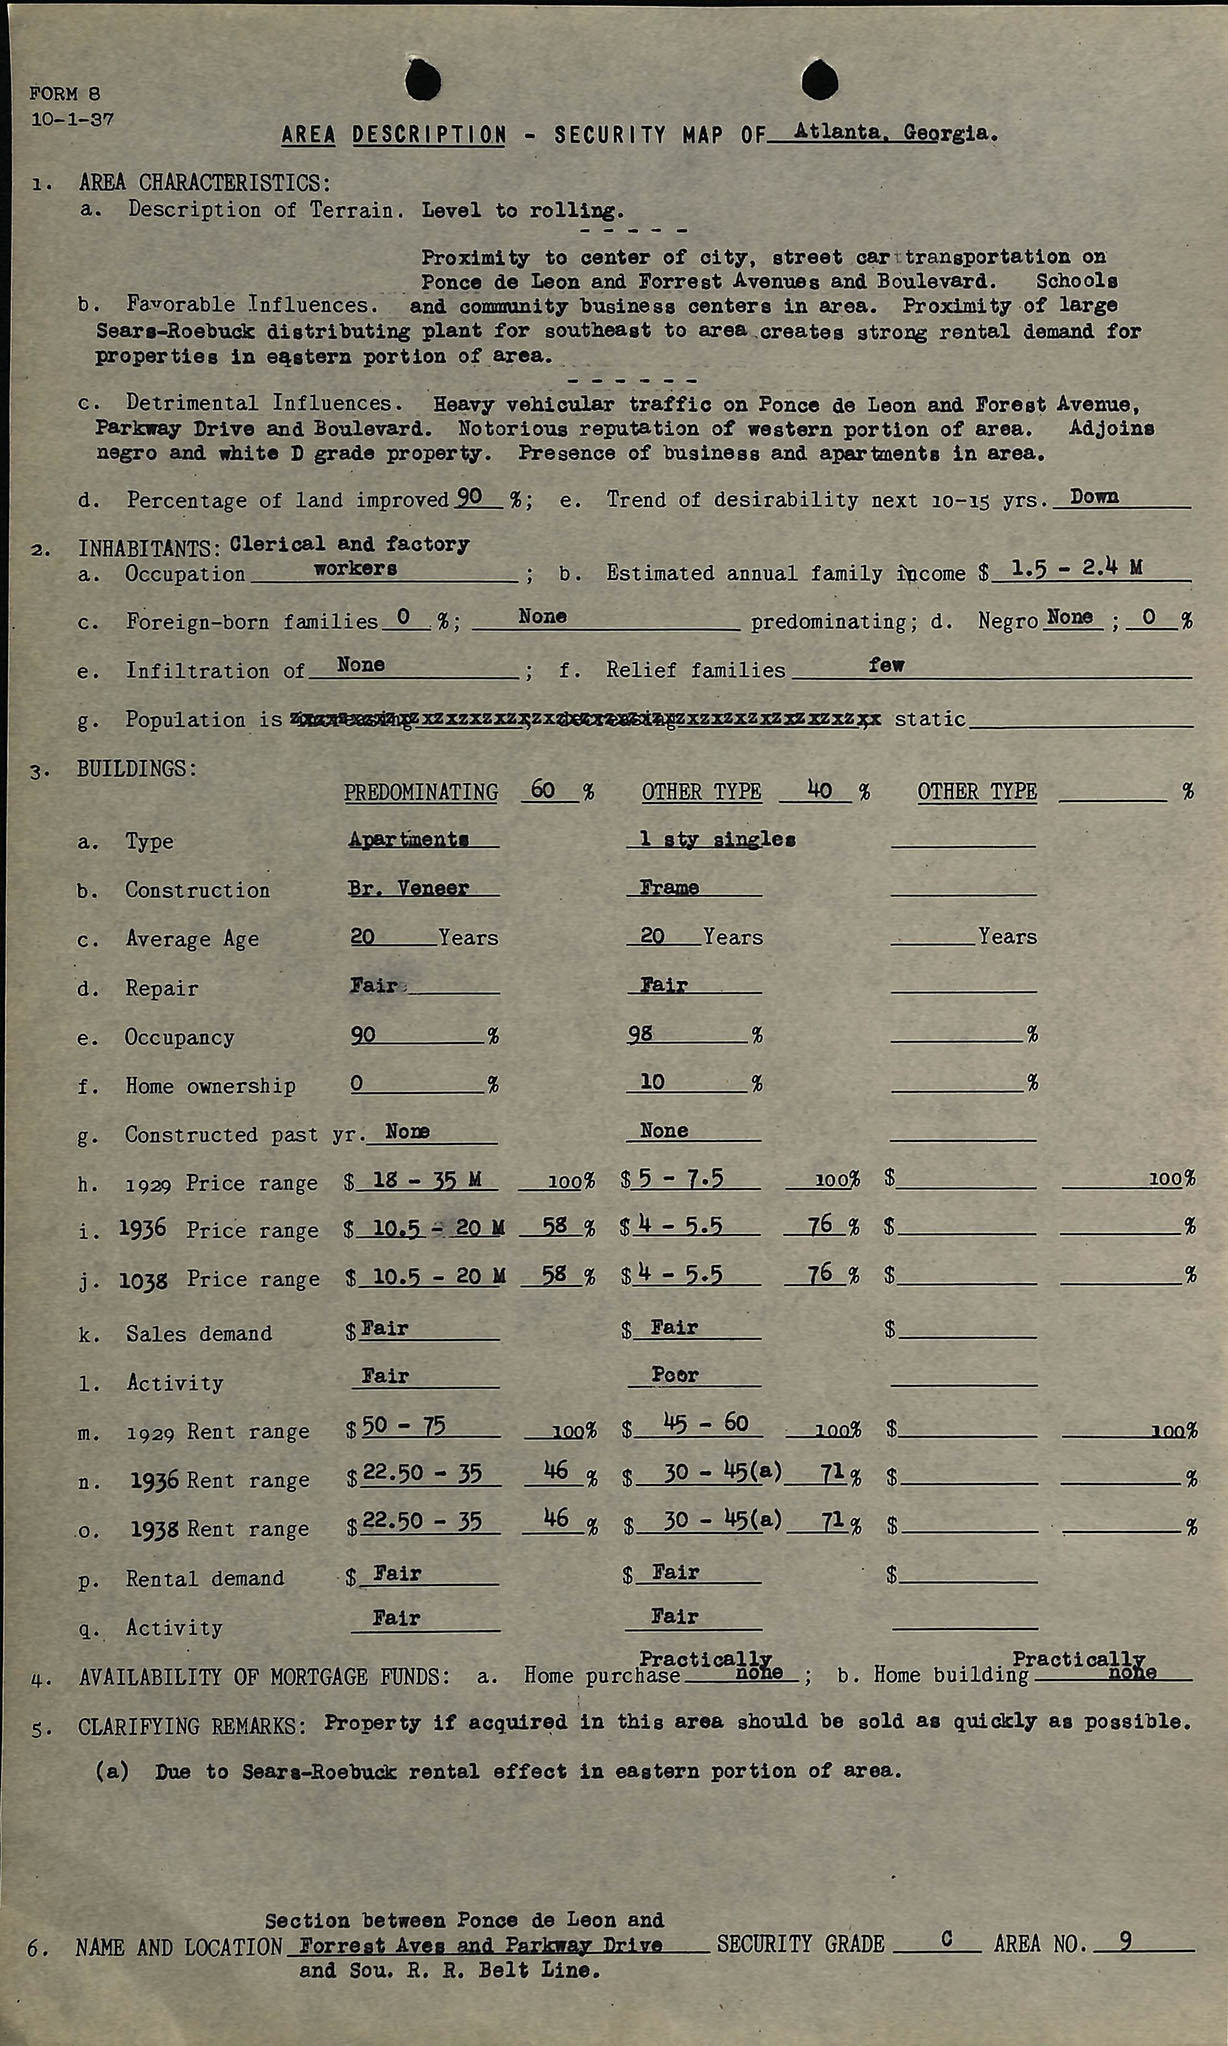 FORM 8
10-1-37
AREA DESCRIPTION - SECURITY MAP OF Atlanta, Georgia.
1. AREA CHARACTERISTICS:
a. Description of Terrain. Level to rolling.
- - - - -
Proximity to center of city, street car transportation on
Ponce de Leon and Forrest Avenues and Boulevard. Schools
b. Favorable Influences. and community business centers in area. Proximity of large
Sears-Roebuck distributing plant for southeast to area creates strong rental demand for
properties in eastern portion of area.
- - - - - -
c. Detrimental Influences. Heavy vehicular traffic on Ponce de Leon and Forest Avenue,
Parkway Drive and Boulevard. Notorious reputation of western portion of area. Adjoins
negro and white D grade property. Presence of business and apartments in area.
d. Percentage of land improved 90 %; e. Trend of desirability next 10-15 yrs. Down
2. INHABITANTS: Clerical and factory
a. Occupation workers ; b. Estimated annual family income $ 1.5 - 2.4 M
c. Foreign-born families 0 %; None predominating; d. Negro None ; 0 %
e. Infiltration of None ; f. Relief families few
g. Population is static
3. BUILDINGS:
PREDOMINATING 60 % OTHER TYPE 40 % OTHER TYPE %
a. Type Apartments 1 sty singles
b. Construction Br. Veneer Frame
c. Average Age 20 Years 20 Years Years
d. Repair Fair Fair
e. Occupancy 90 % 98 % %
f. Home ownership 0 % 10 % %
g. Constructed past yr. None None
h. 1929 Price range $ 18 - 35 M 100% $ 5 - 7.5 100% $ 100%
i. 1936 Price range $ 10.5 - 20 M 58 % $ 4 - 5.5 76 % $ %
j. 1038 Price range $ 10.5 - 20 M 58 % $ 4 - 5.5 76 % $ %
k. Sales demand $ Fair $ Fair $
l. Activity Fair Poor
m. 1929 Rent range $ 50 - 75 100% $ 45 - 60 100% $ 100%
n. 1936 Rent range $ 22.50 - 35 46 % $ 30 - 45(a) 71% $ %
o. 1938 Rent range $ 22.50 - 35 46 % $ 30 - 45(a) 71% $ %
p. Rental demand $ Fair $ Fair $
q. Activity Fair Fair
Practically Practically
4. AVAILABILITY OF MORTGAGE FUNDS: a. Home purchase none ; b. Home building none
5. CLARIFYING REMARKS: Property if acquired in this area should be sold as quickly as possible.
(a) Due to Sears-Roebuck rental effect in eastern portion of area.
Section between Ponce de Leon and
6. NAME AND LOCATION Forrest Aves and Parkway Drive SECURITY GRADE C AREA NO. 9
and Sou. R. R. Belt Line.